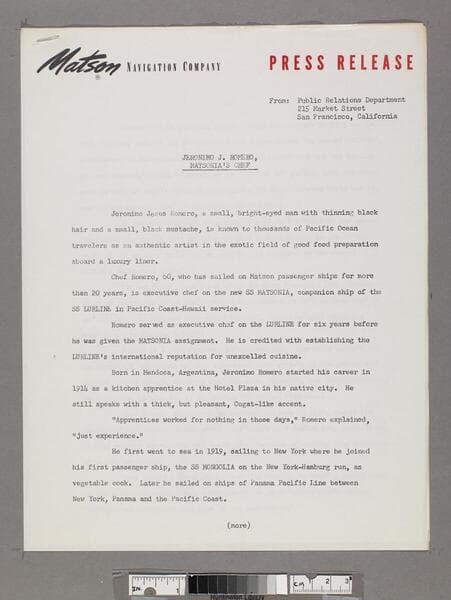 Matson NAVIGATION COMPANY PRESS RELEASE
From: Public Relations Department
215 Market Street
San Francisco, California
JERONIMO J. ROMERO,
MATSONIA'S CHEF
Jeronimo Jesus Romero, a small, bright-eyed man with thinning black
hair and a small, black mustache, is known to thousands of Pacific Ocean
travelers as an authentic artist in the exotic field of good food preparation
aboard a luxury liner.
Chef Romero, 60, who has sailed on Matson passenger ships for more
than 20 years, is executive chef on the new SS MATSONIA, companion ship of the
SS LURLINE in Pacific Coast-Hawaii service.
Romero served as executive chef on the LURLINE for six years before
he was given the MATSONIA assignment. He is credited with establishing the
LURLINE's international reputation for unexcelled cuisine.
Born in Mendoza, Argentina, Jeronimo Romero started his career in
1914 as a kitchen apprentice at the Hotel Plaza in his native city. He
still speaks with a thick, but pleasant, Cugat-like accent.
"Apprentices worked for nothing in those days," Romero explained,
"just experience."
He first went to sea in 1919, sailing to New York where he joined
his first passenger ship, the SS MONGOLIA on the New York-Hamburg run, as
vegetable cook. Later he sailed on ships of Panama Pacific Line between
New York, Panama and the Pacific Coast.
(more)
IN. 1 CM 2 3
Huntington Library